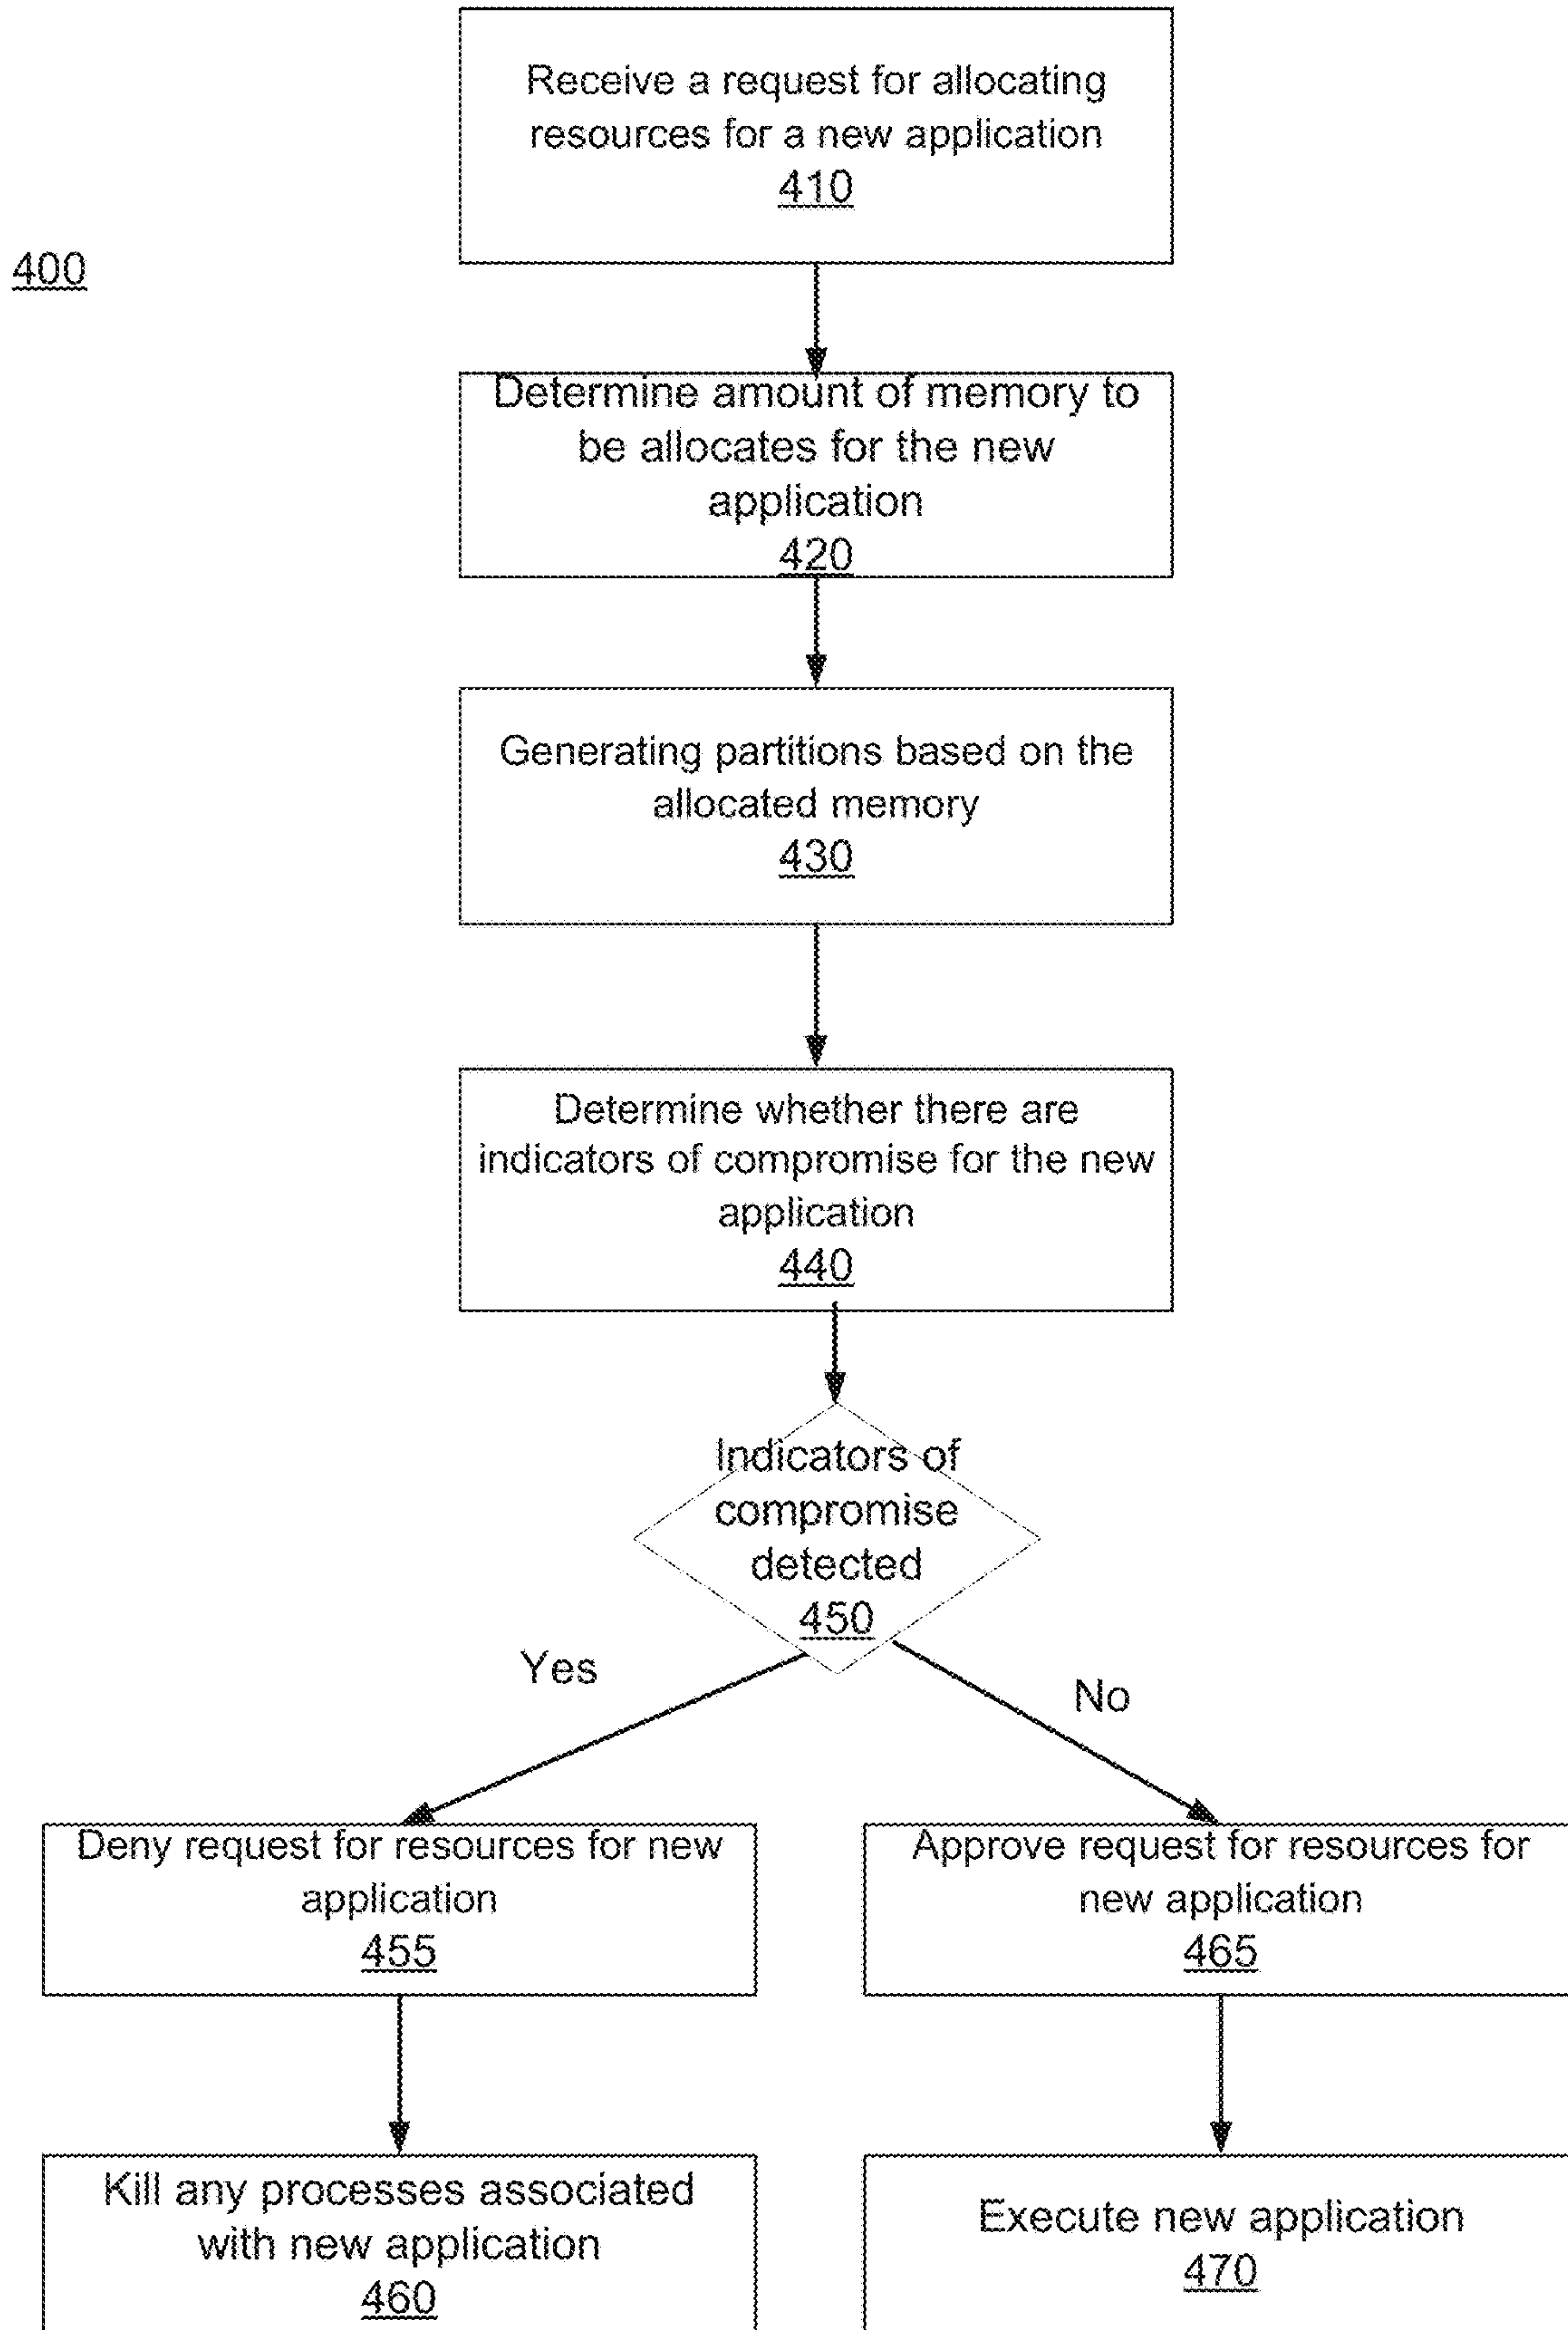 Receive a request for allocating
resources for a new application
410
400
Determine amount of memory to
be allocates for the new
application
420
Generating partitions based on the
allocated memory
430
Determine whether there are
indicators of compromise for the new
application
440
Indicators of
compromise
detected
450
Yes
No
Deny request for resources for new
application
455
Approve request for resources for
new application
465
Kill any processes associated
with new application
460
Execute new application
470